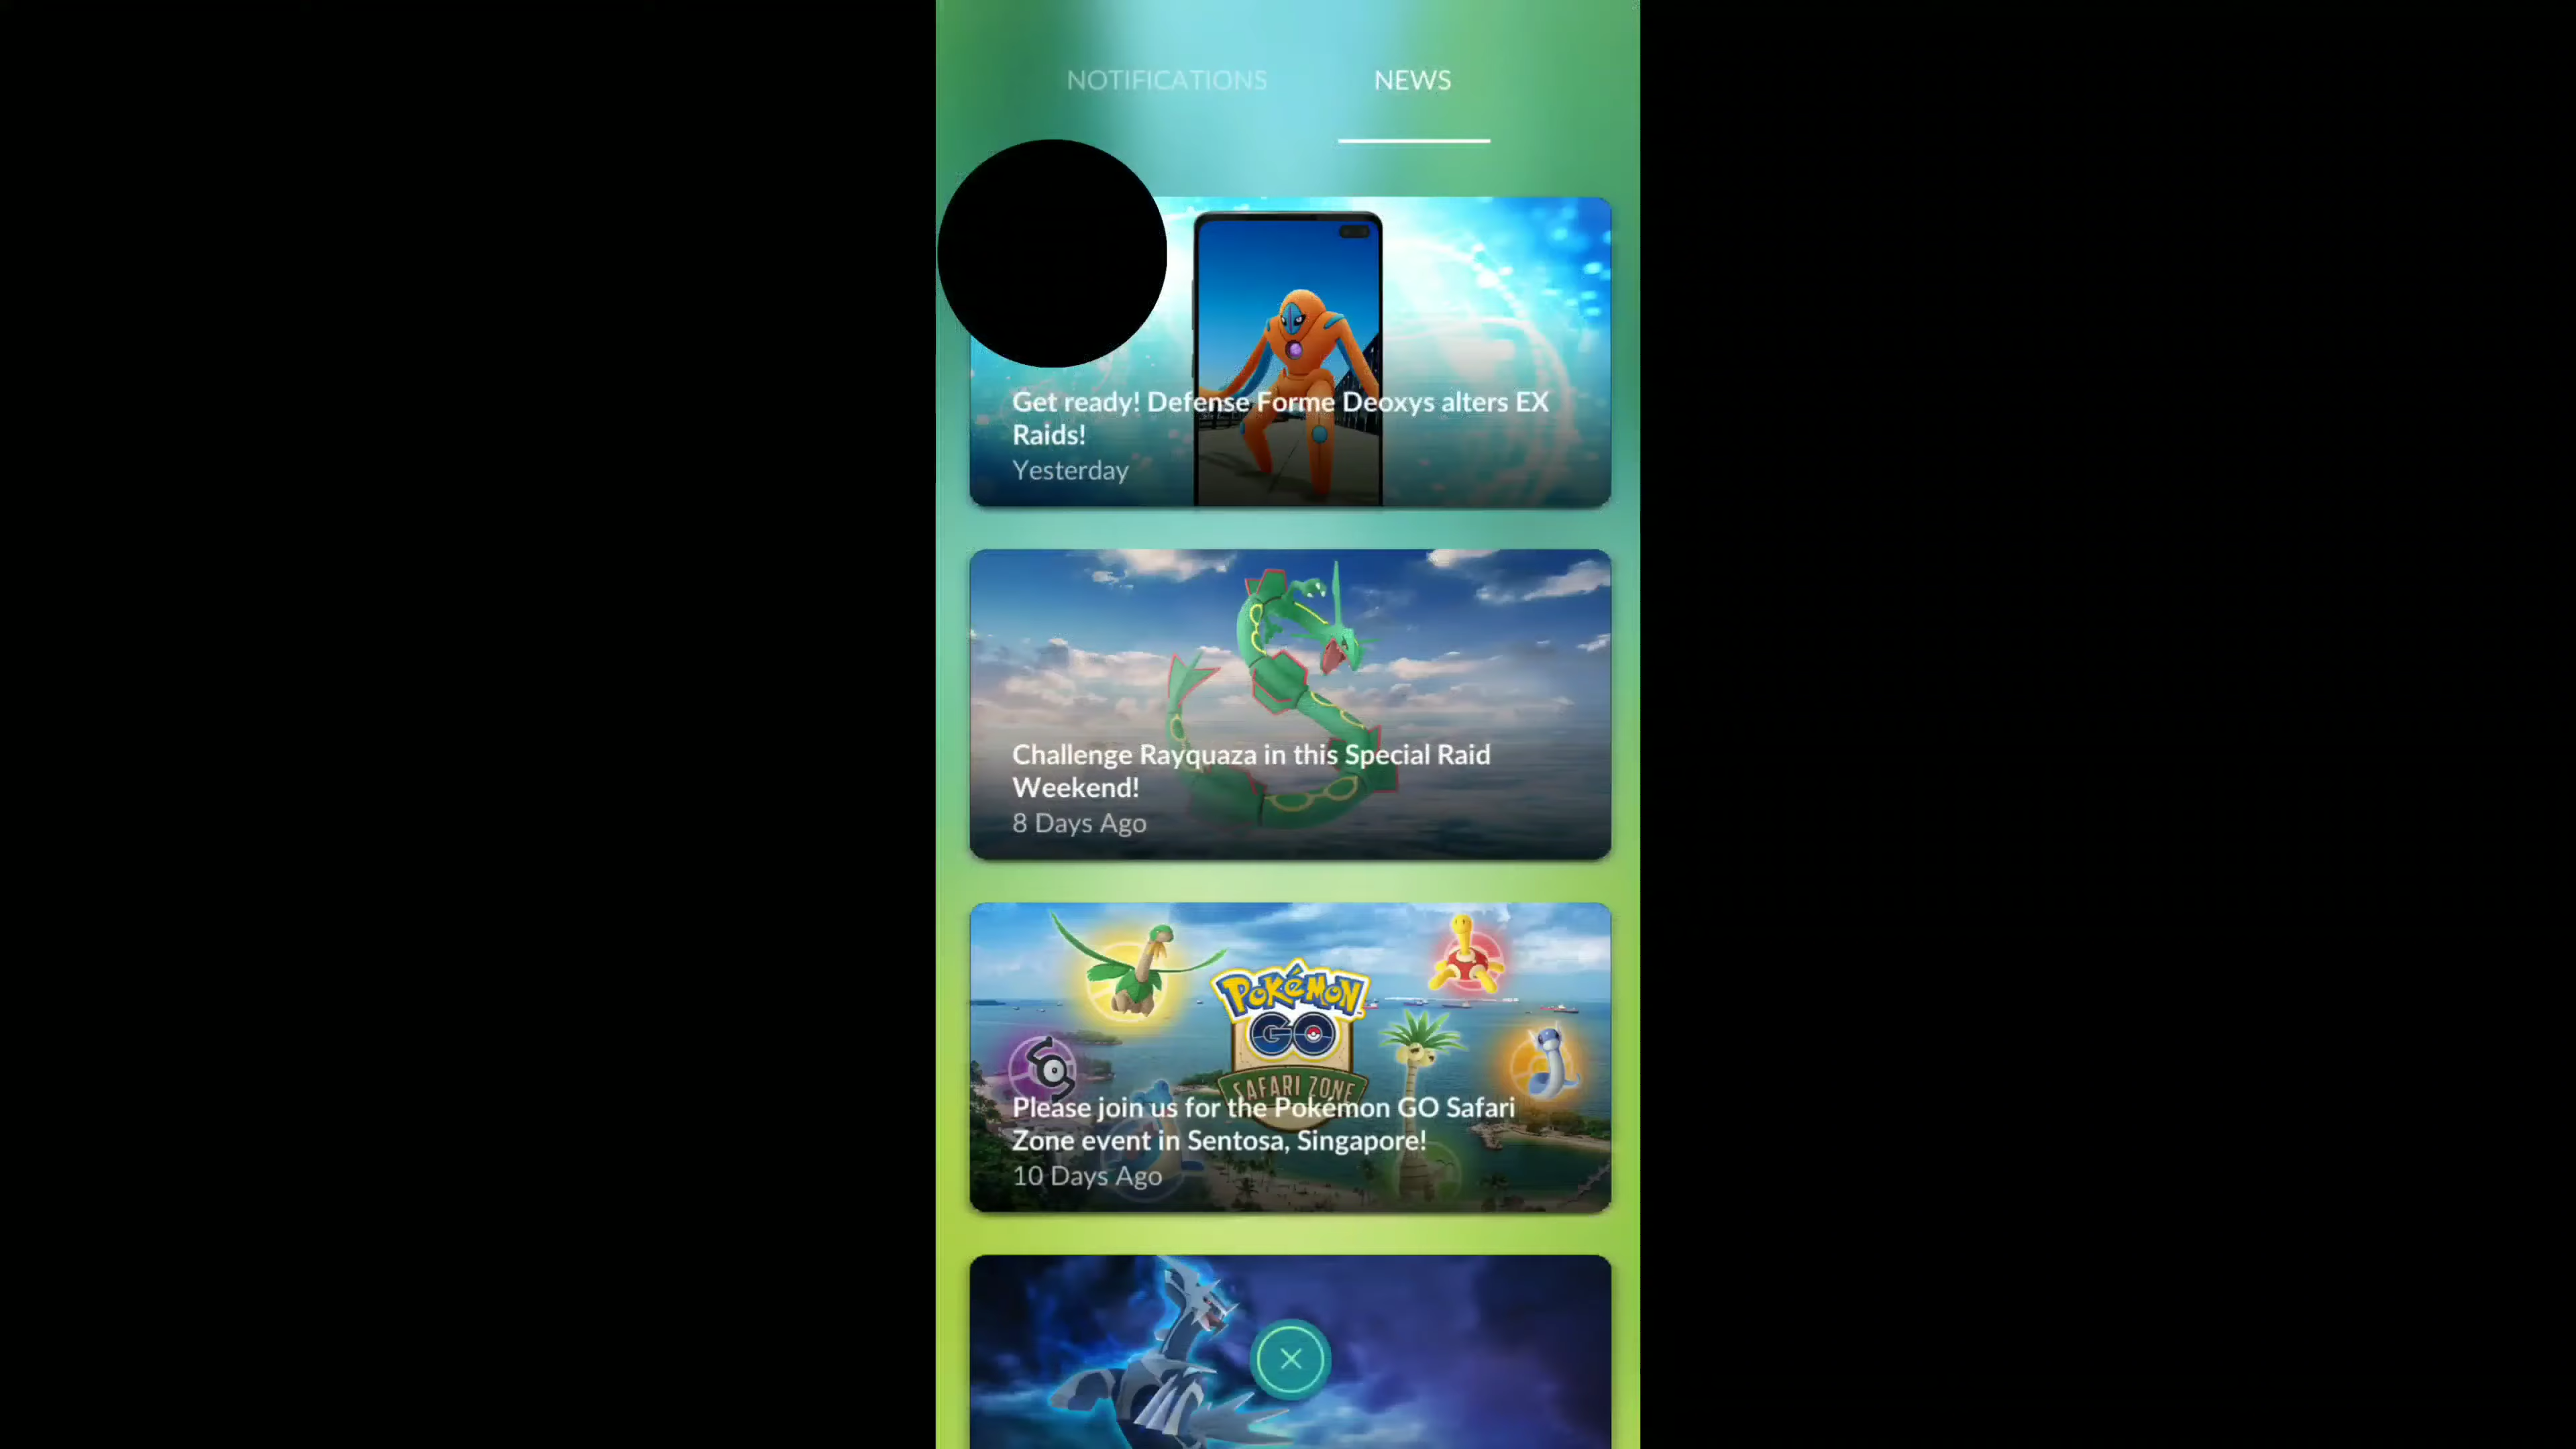 NOTIFICATIONS
NEWS
Get ready! Defense Forme Deoxys alters EX
Raids!
Yesterday
Challenge Rayquaza in this Special Raid
Weekend!
8 Days Ago
POKéMON
GO
SAFARI ZONE
Please join us for the Pokémon GO Safari
Zone event in Sentosa, Singapore!
10 Days Ago